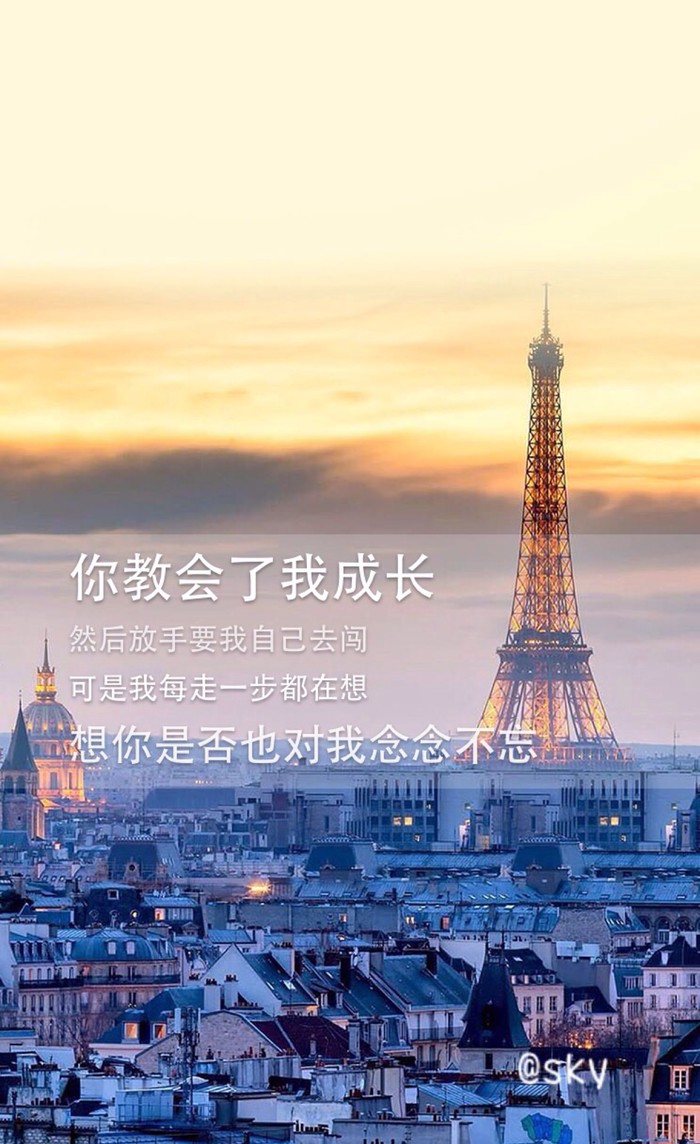 你教会了我成长
然后放手要我自己去闯
可是我每走一步都在想
想你是否也对我念念不忘
@sky